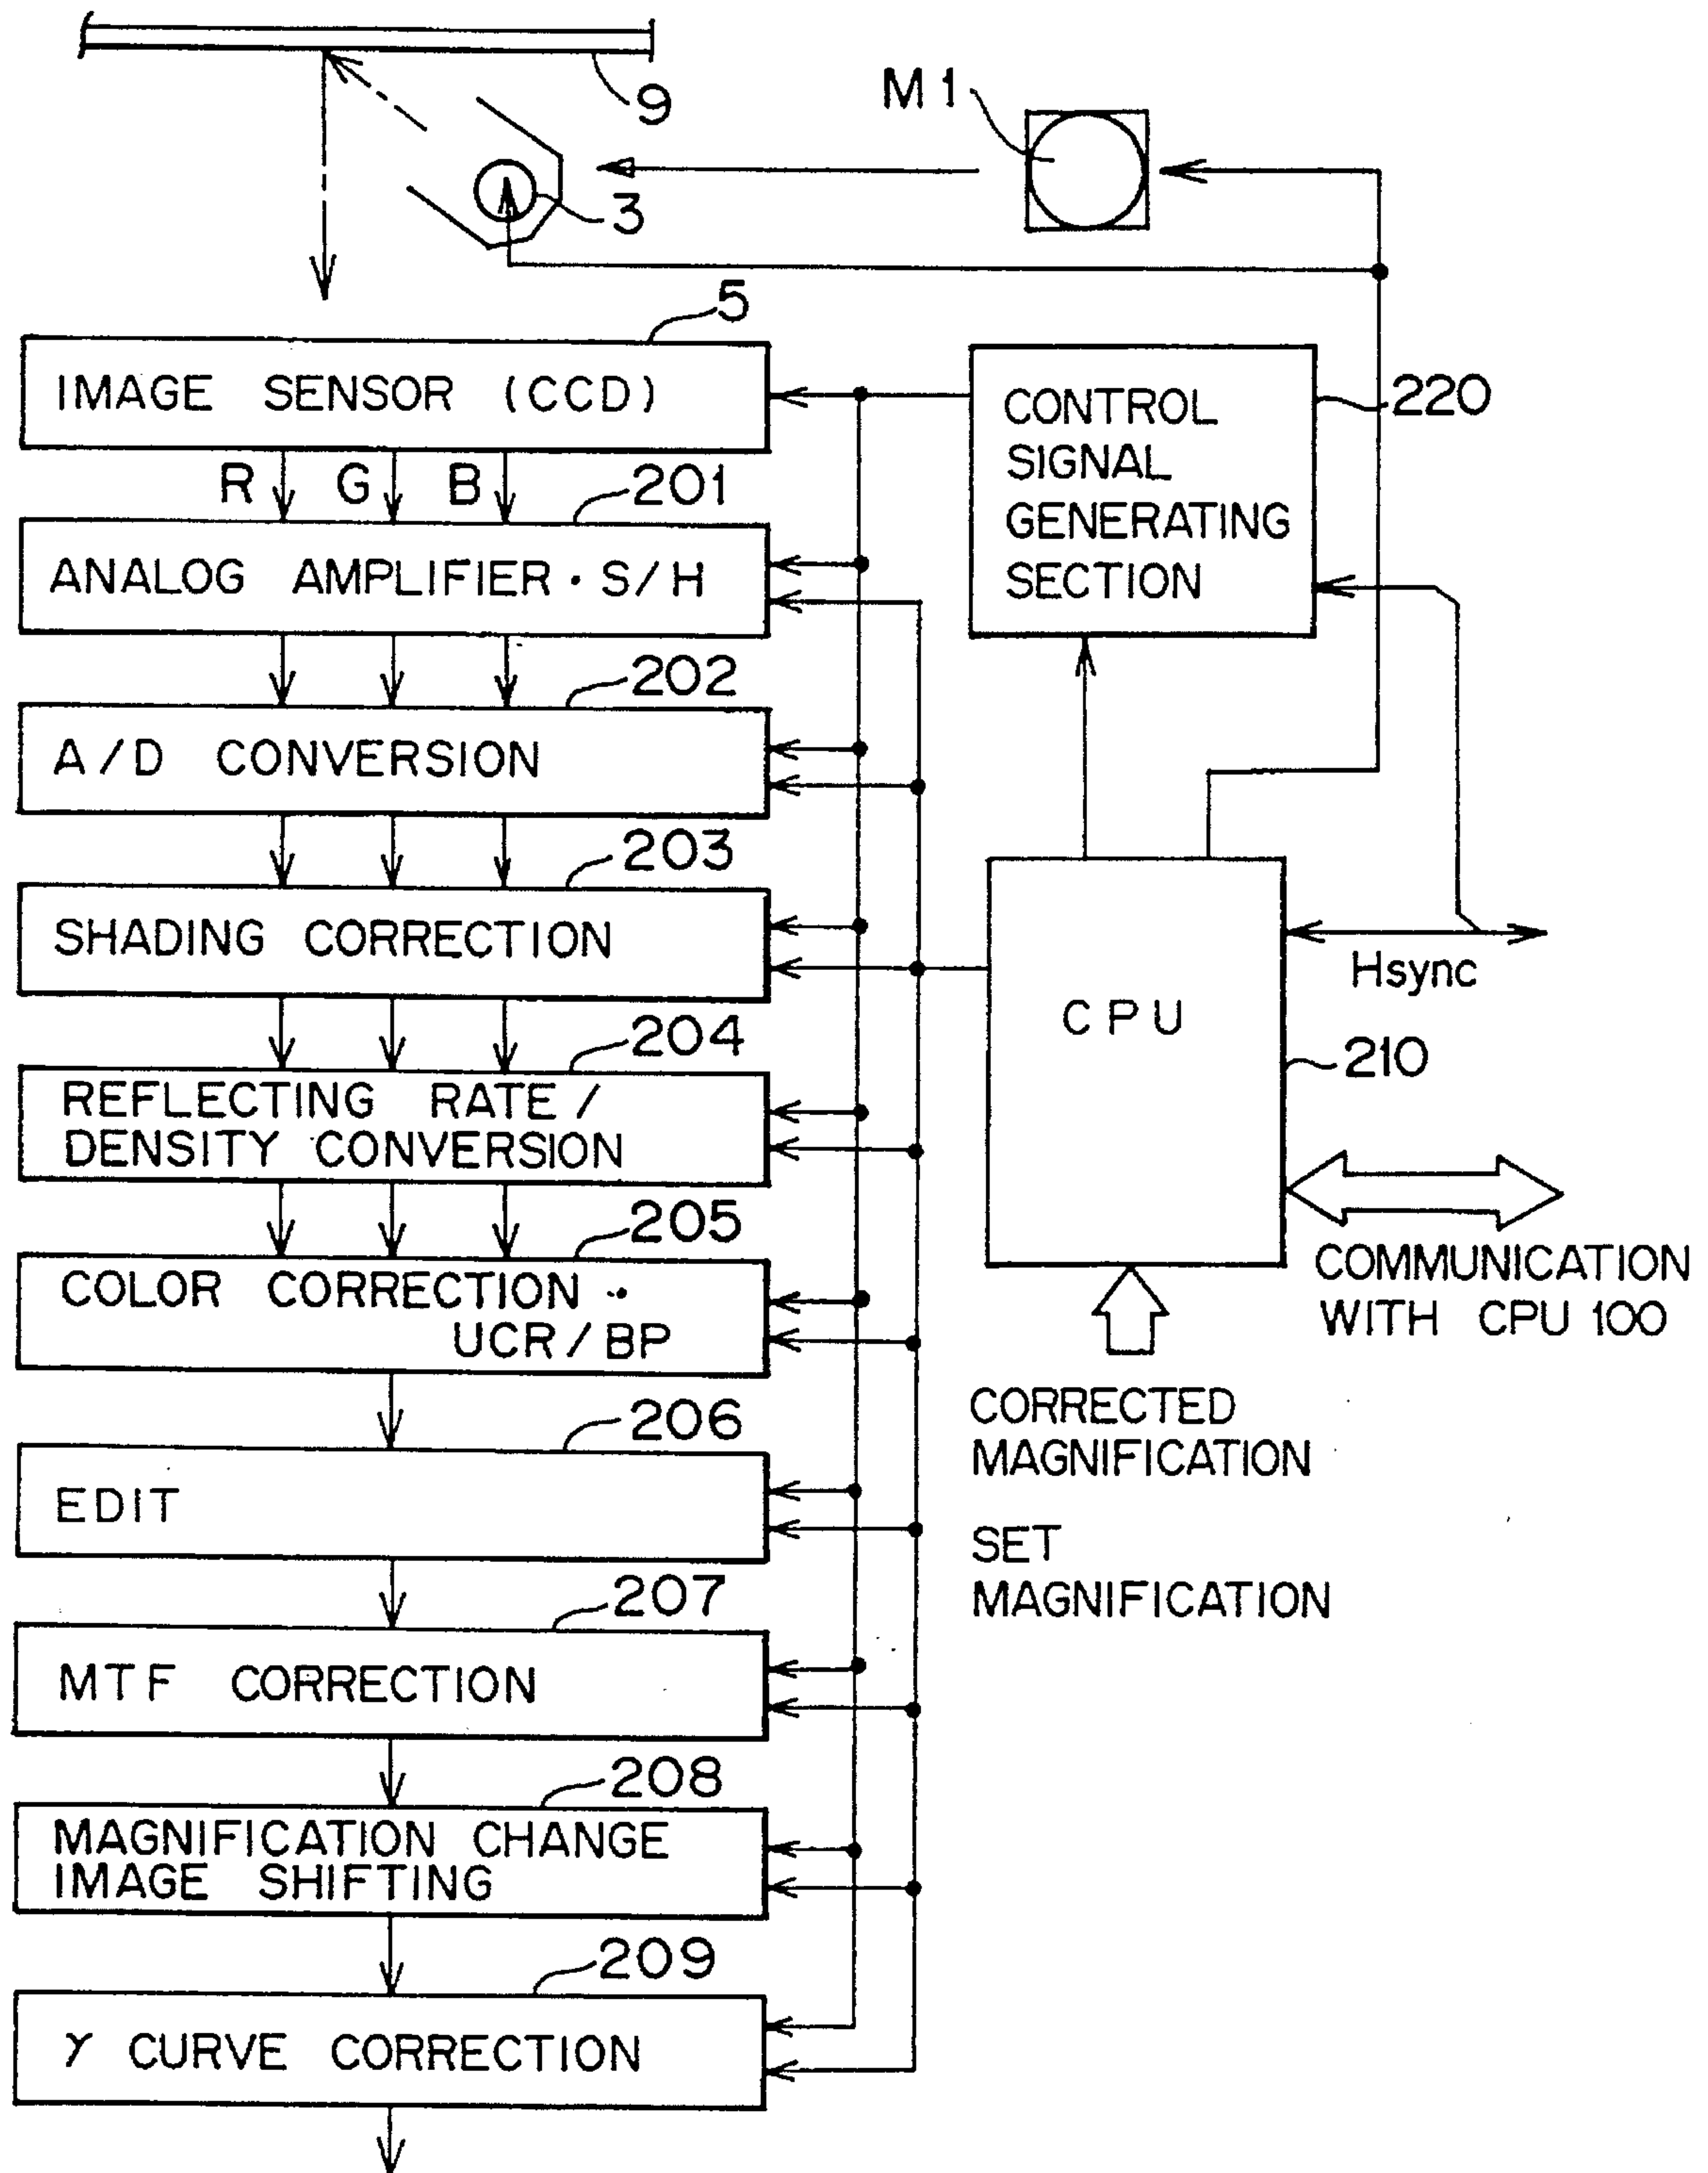 9
M1
3
5
IMAGE SENSOR (CCD)
CONTROL
SIGNAL
GENERATING
SECTION
220
R G B
201
ANALOG AMPLIFIER · S/H
202
A/D CONVERSION
203
SHADING CORRECTION
Hsync
CPU
210
204
REFLECTING RATE/
DENSITY CONVERSION
COMMUNICATION
WITH CPU 100
205
COLOR CORRECTION ·
UCR/BP
CORRECTED
MAGNIFICATION
SET
MAGNIFICATION
206
EDIT
207
MTF CORRECTION
208
MAGNIFICATION CHANGE
IMAGE SHIFTING
209
γ CURVE CORRECTION